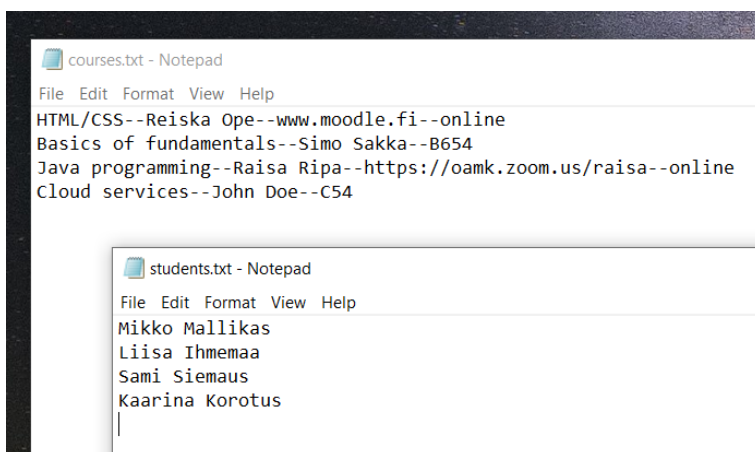 courses.txt - Notepad
File Edit Format View Help
HTML/CSS--Reiska Ope--www.moodle.fi--online
Basics of fundamentals--Simo Sakka--B654
Java programming--Raisa Ripa--https://oamk.zoom.us/raisa--online
Cloud services--John Doe--C54
students.txt - Notepad
File Edit Format View Help
Mikko Mallikas
Liisa Ihmemaa
Sami Siemaus
Kaarina Korotus